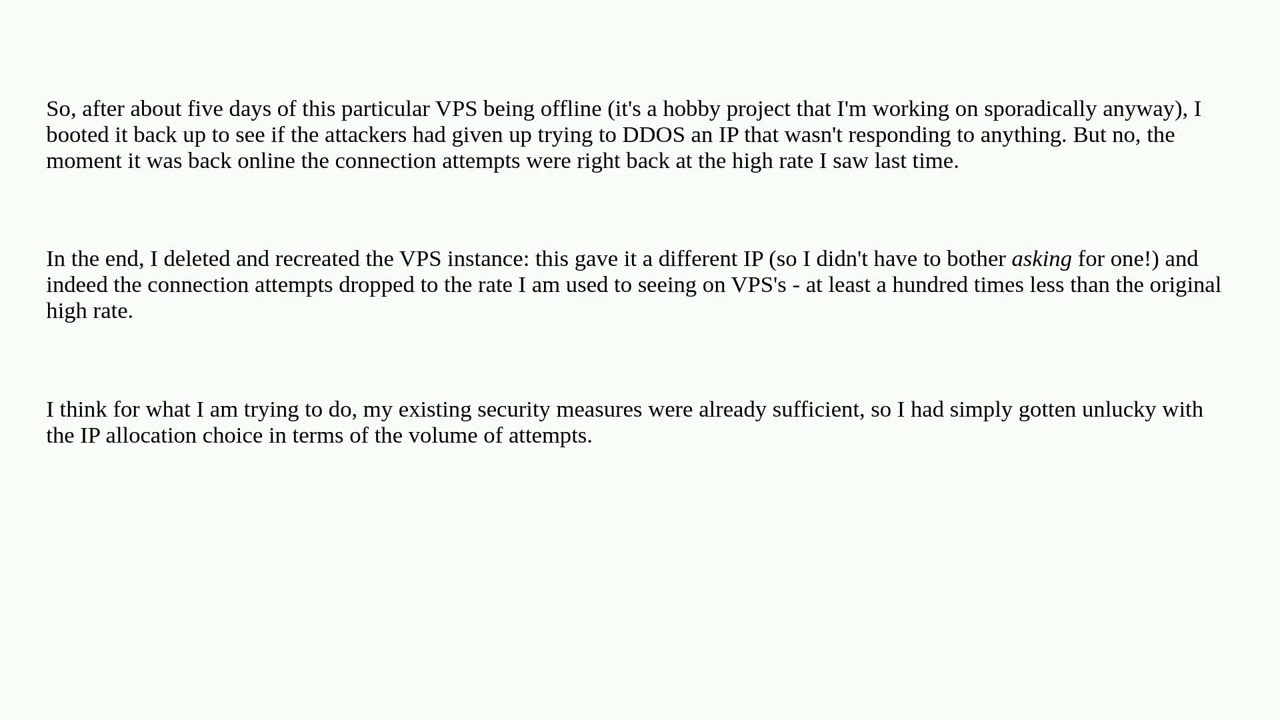 So, after about five days of this particular VPS being offline (it's a hobby project that I'm working on sporadically anyway), I
booted it back up to see if the attackers had given up trying to DDOS an IP that wasn't responding to anything. But no, the
moment it was back online the connection attempts were right back at the high rate I saw last time.
In the end, I deleted and recreated the VPS instance: this gave it a different IP (so I didn't have to bother asking for one!) and
indeed the connection attempts dropped to the rate I am used to seeing on VPS's - at least a hundred times less than the original
high rate.
I think for what I am trying to do, my existing security measures were already sufficient, so I had simply gotten unlucky with
the IP allocation choice in terms of the volume of attempts.